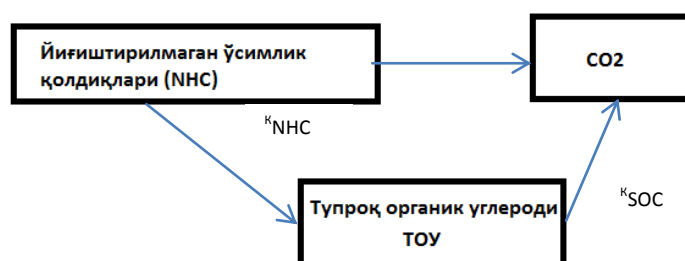 Йиғиштирилмаган ўсимлик
қолдиқлари (NHC)
CO2
кNHC
Тупроқ органик углероди
ТОУ
кSOC